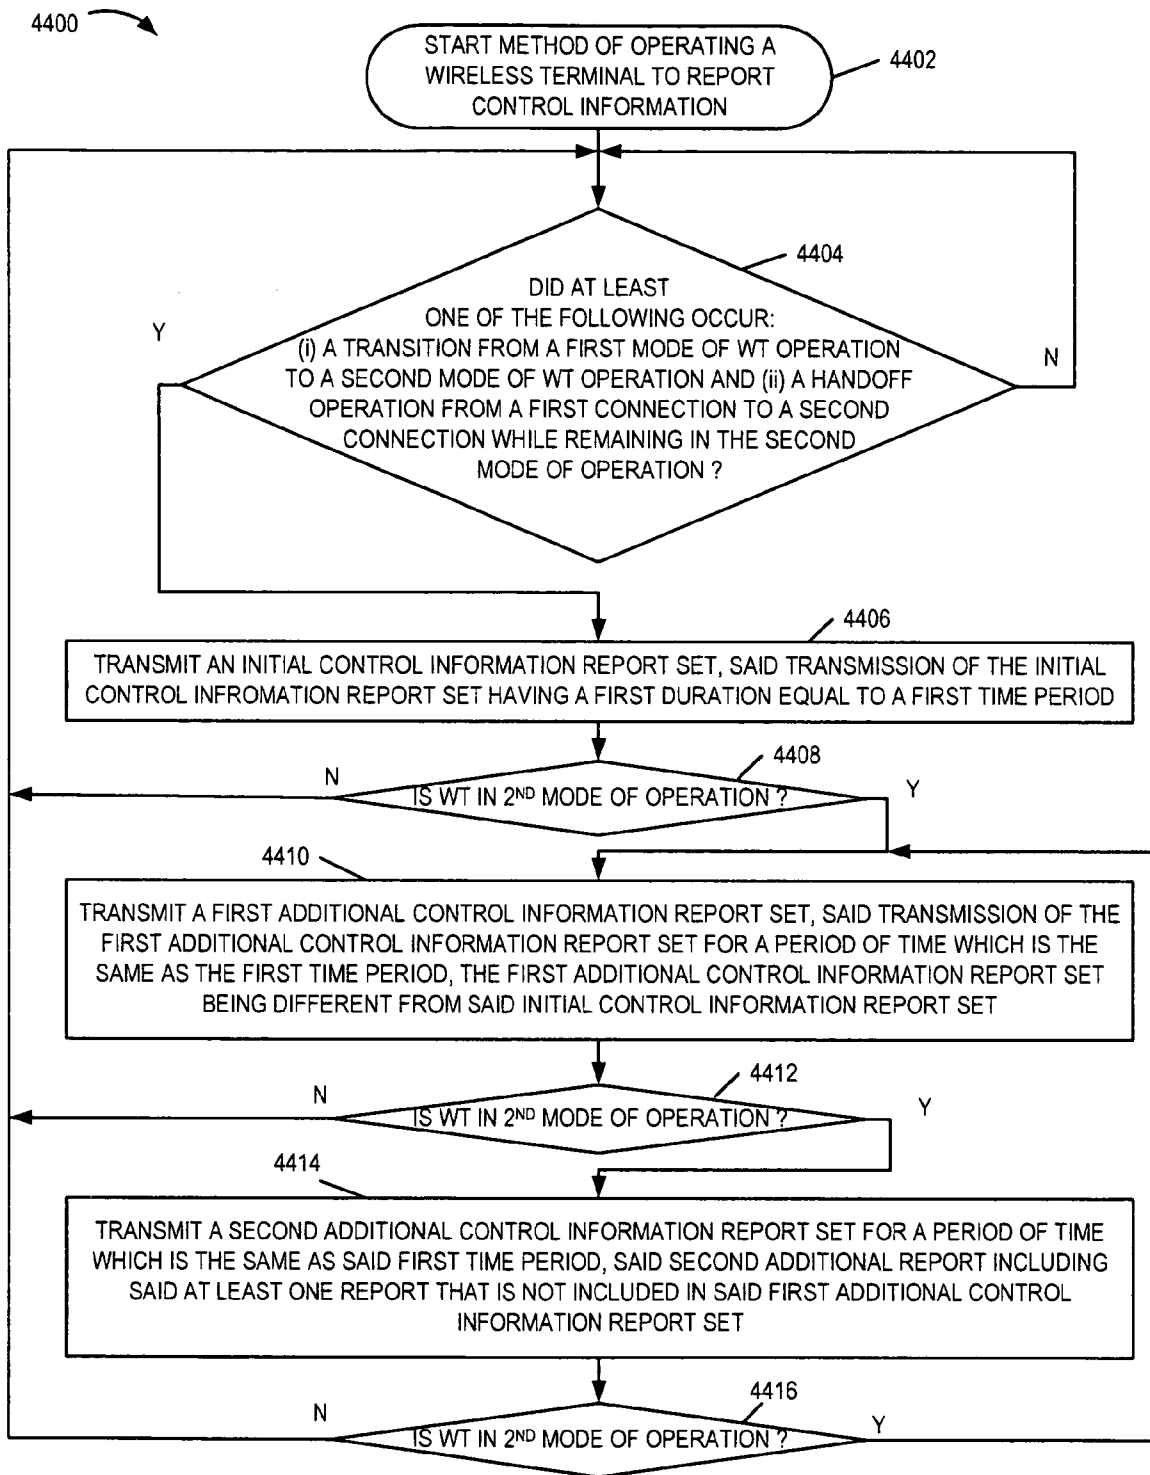 4400
START METHOD OF OPERATING A
WIRELESS TERMINAL TO REPORT
CONTROL INFORMATION
4402
4404
DID AT LEAST
ONE OF THE FOLLOWING OCCUR:
(i) A TRANSITION FROM A FIRST MODE OF WT OPERATION
TO A SECOND MODE OF WT OPERATION AND (ii) A HANDOFF
OPERATION FROM A FIRST CONNECTION TO A SECOND
CONNECTION WHILE REMAINING IN THE SECOND
MODE OF OPERATION ?
Y
N
4406
TRANSMIT AN INITIAL CONTROL INFORMATION REPORT SET, SAID TRANSMISSION OF THE INITIAL
CONTROL INFROMATION REPORT SET HAVING A FIRST DURATION EQUAL TO A FIRST TIME PERIOD
4408
N
IS WT IN 2ND MODE OF OPERATION ?
Y
4410
TRANSMIT A FIRST ADDITIONAL CONTROL INFORMATION REPORT SET, SAID TRANSMISSION OF THE
FIRST ADDITIONAL CONTROL INFORMATION REPORT SET FOR A PERIOD OF TIME WHICH IS THE
SAME AS THE FIRST TIME PERIOD, THE FIRST ADDITIONAL CONTROL INFORMATION REPORT SET
BEING DIFFERENT FROM SAID INITIAL CONTROL INFORMATION REPORT SET
4412
N
IS WT IN 2ND MODE OF OPERATION ?
Y
4414
TRANSMIT A SECOND ADDITIONAL CONTROL INFORMATION REPORT SET FOR A PERIOD OF TIME
WHICH IS THE SAME AS SAID FIRST TIME PERIOD, SAID SECOND ADDITIONAL REPORT INCLUDING
SAID AT LEAST ONE REPORT THAT IS NOT INCLUDED IN SAID FIRST ADDITIONAL CONTROL
INFORMATION REPORT SET
4416
N
IS WT IN 2ND MODE OF OPERATION ?
Y